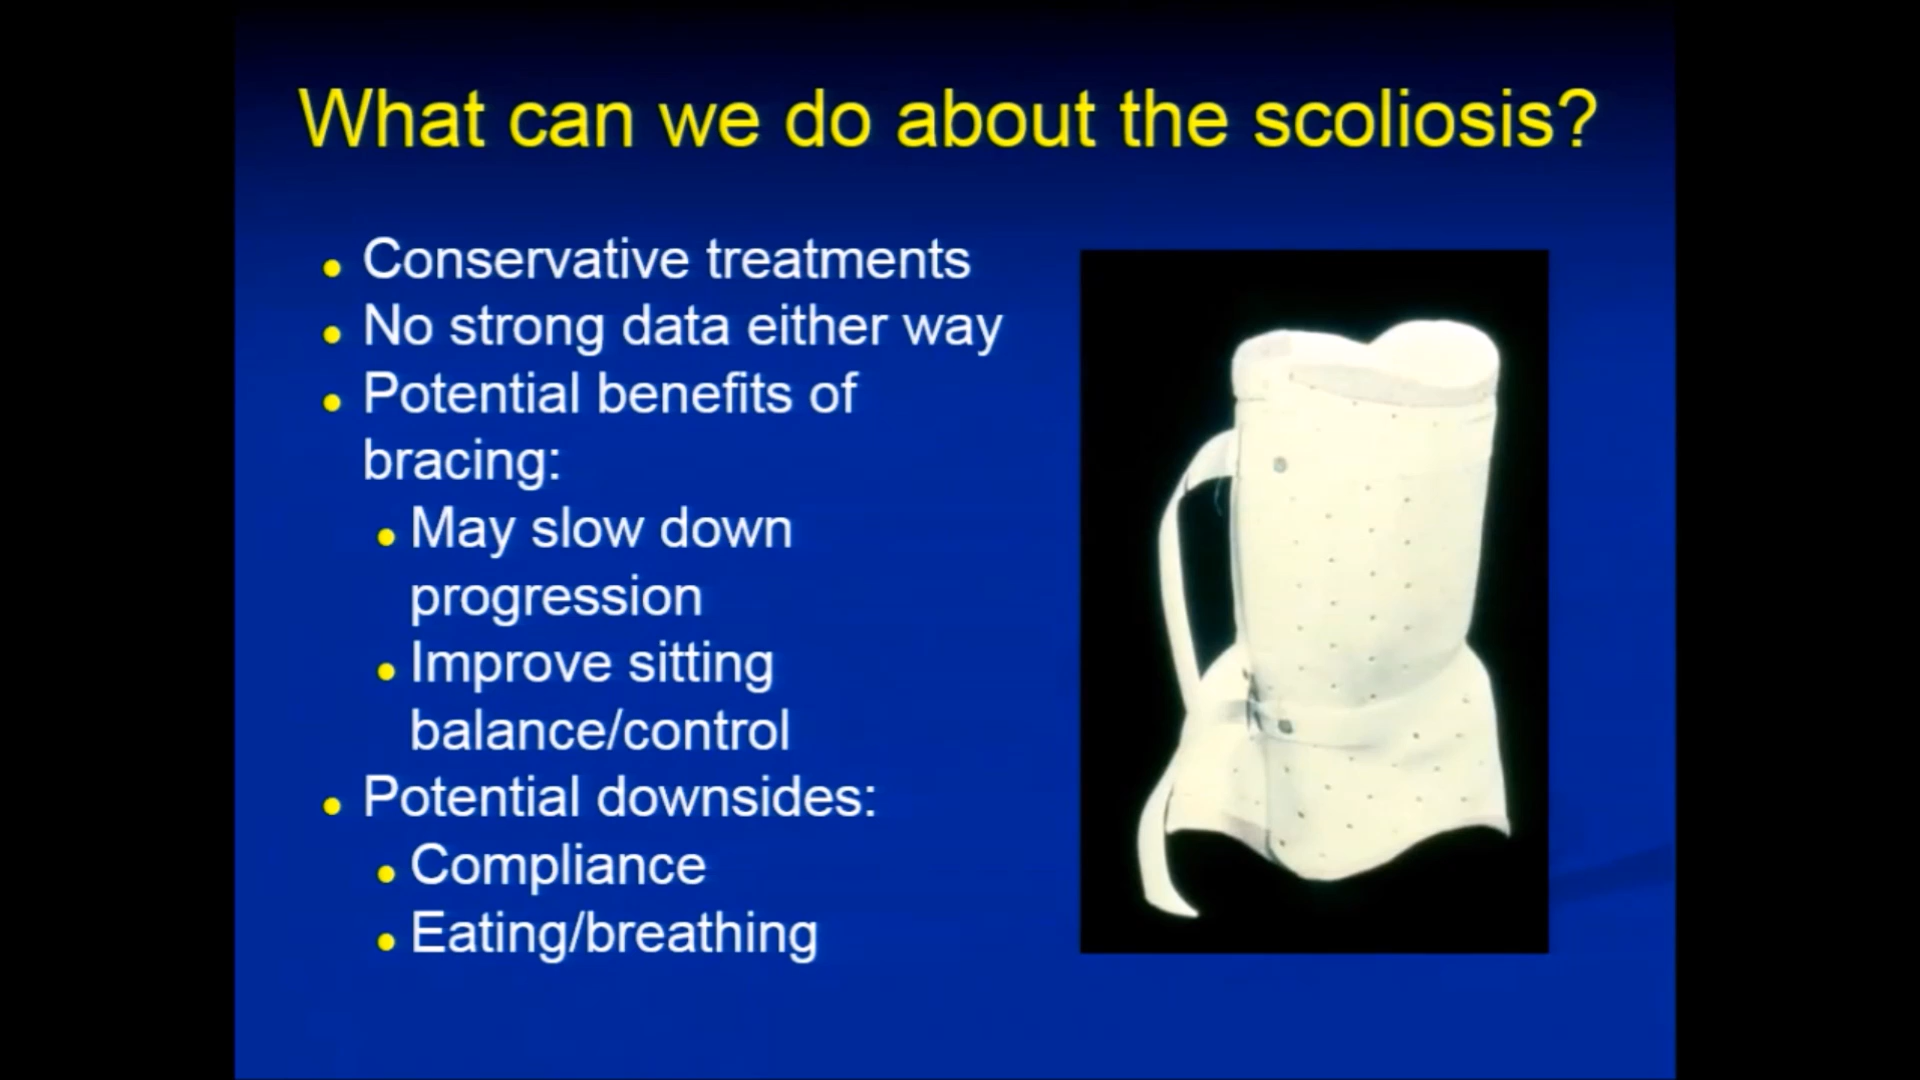 What can we do about the scoliosis?
Conservative treatments
No strong data either way
Potential benefits of
bracing:
May slow down
progression
Improve sitting
balance/control
Potential downsides:
Compliance
Eating/breathing